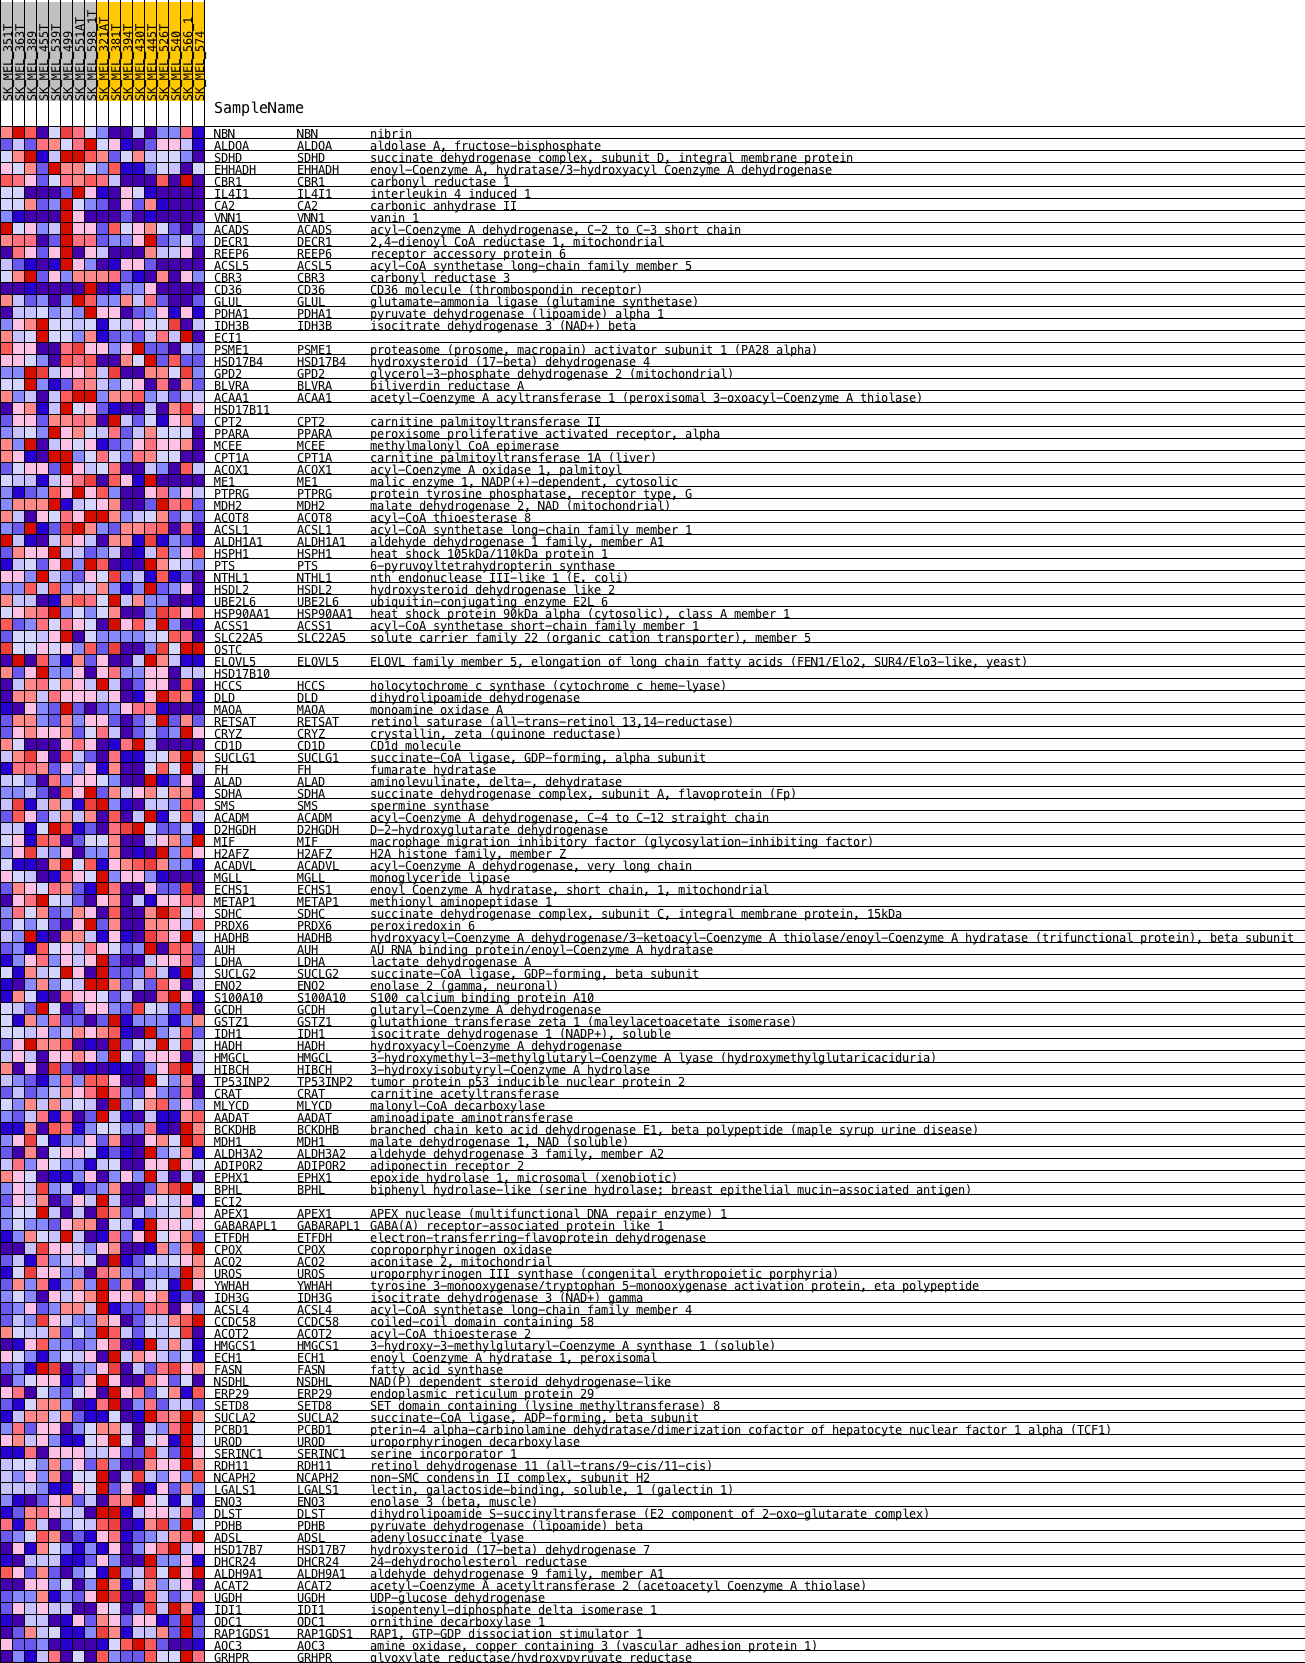 SK_MEL_351T
SK_MEL_363T
SK_MEL_389
SK_MEL_455T
SK_MEL_539T
SK_MEL_499
SK_MEL_551AT
SK_MEL_598_1T
SK_MEL_321AT
SK_MEL_381T
SK_MEL_394T
SK_MEL_430T
SK_MEL_445T
SK_MEL_526T
SK_MEL_540
SK_MEL_566_1
SK_MEL_574
SampleName
NBN NBN nibrin
ALDOA ALDOA aldolase A, fructose-bisphosphate
SDHD SDHD succinate dehydrogenase complex, subunit D, integral membrane protein
EHHADH EHHADH enoyl-Coenzyme A, hydratase/3-hydroxyacyl Coenzyme A dehydrogenase
CBR1 CBR1 carbonyl reductase 1
IL4I1 IL4I1 interleukin 4 induced 1
CA2 CA2 carbonic anhydrase II
VNN1 VNN1 vanin 1
ACADS ACADS acyl-Coenzyme A dehydrogenase, C-2 to C-3 short chain
DECR1 DECR1 2,4-dienoyl CoA reductase 1, mitochondrial
REEP6 REEP6 receptor accessory protein 6
ACSL5 ACSL5 acyl-CoA synthetase long-chain family member 5
CBR3 CBR3 carbonyl reductase 3
CD36 CD36 CD36 molecule (thrombospondin receptor)
GLUL GLUL glutamate-ammonia ligase (glutamine synthetase)
PDHA1 PDHA1 pyruvate dehydrogenase (lipoamide) alpha 1
IDH3B IDH3B isocitrate dehydrogenase 3 (NAD+) beta
ECI1
PSME1 PSME1 proteasome (prosome, macropain) activator subunit 1 (PA28 alpha)
HSD17B4 HSD17B4 hydroxysteroid (17-beta) dehydrogenase 4
GPD2 GPD2 glycerol-3-phosphate dehydrogenase 2 (mitochondrial)
BLVRA BLVRA biliverdin reductase A
ACAA1 ACAA1 acetyl-Coenzyme A acyltransferase 1 (peroxisomal 3-oxoacyl-Coenzyme A thiolase)
HSD17B11
CPT2 CPT2 carnitine palmitoyltransferase II
PPARA PPARA peroxisome proliferative activated receptor, alpha
MCEE MCEE methylmalonyl CoA epimerase
CPT1A CPT1A carnitine palmitoyltransferase 1A (liver)
ACOX1 ACOX1 acyl-Coenzyme A oxidase 1, palmitoyl
ME1 ME1 malic enzyme 1, NADP(+)-dependent, cytosolic
PTPRG PTPRG protein tyrosine phosphatase, receptor type, G
MDH2 MDH2 malate dehydrogenase 2, NAD (mitochondrial)
ACOT8 ACOT8 acyl-CoA thioesterase 8
ACSL1 ACSL1 acyl-CoA synthetase long-chain family member 1
ALDH1A1 ALDH1A1 aldehyde dehydrogenase 1 family, member A1
HSPH1 HSPH1 heat shock 105kDa/110kDa protein 1
PTS PTS 6-pyruvoyltetrahydropterin synthase
NTHL1 NTHL1 nth endonuclease III-like 1 (E. coli)
HSDL2 HSDL2 hydroxysteroid dehydrogenase like 2
UBE2L6 UBE2L6 ubiquitin-conjugating enzyme E2L 6
HSP90AA1 HSP90AA1 heat shock protein 90kDa alpha (cytosolic), class A member 1
ACSS1 ACSS1 acyl-CoA synthetase short-chain family member 1
SLC22A5 SLC22A5 solute carrier family 22 (organic cation transporter), member 5
OSTC
ELOVL5 ELOVL5 ELOVL family member 5, elongation of long chain fatty acids (FEN1/Elo2, SUR4/Elo3-like, yeast)
HSD17B10
HCCS HCCS holocytochrome c synthase (cytochrome c heme-lyase)
DLD DLD dihydrolipoamide dehydrogenase
MAOA MAOA monoamine oxidase A
RETSAT RETSAT retinol saturase (all-trans-retinol 13,14-reductase)
CRYZ CRYZ crystallin, zeta (quinone reductase)
CD1D CD1D CD1d molecule
SUCLG1 SUCLG1 succinate-CoA ligase, GDP-forming, alpha subunit
FH FH fumarate hydratase
ALAD ALAD aminolevulinate, delta-, dehydratase
SDHA SDHA succinate dehydrogenase complex, subunit A, flavoprotein (Fp)
SMS SMS spermine synthase
ACADM ACADM acyl-Coenzyme A dehydrogenase, C-4 to C-12 straight chain
D2HGDH D2HGDH D-2-hydroxyglutarate dehydrogenase
MIF MIF macrophage migration inhibitory factor (glycosylation-inhibiting factor)
H2AFZ H2AFZ H2A histone family, member Z
ACADVL ACADVL acyl-Coenzyme A dehydrogenase, very long chain
MGLL MGLL monoglyceride lipase
ECHS1 ECHS1 enoyl Coenzyme A hydratase, short chain, 1, mitochondrial
METAP1 METAP1 methionyl aminopeptidase 1
SDHC SDHC succinate dehydrogenase complex, subunit C, integral membrane protein, 15kDa
PRDX6 PRDX6 peroxiredoxin 6
HADHB HADHB hydroxyacyl-Coenzyme A dehydrogenase/3-ketoacyl-Coenzyme A thiolase/enoyl-Coenzyme A hydratase (trifunctional protein), beta subunit
AUH AUH AU RNA binding protein/enoyl-Coenzyme A hydratase
LDHA LDHA lactate dehydrogenase A
SUCLG2 SUCLG2 succinate-CoA ligase, GDP-forming, beta subunit
ENO2 ENO2 enolase 2 (gamma, neuronal)
S100A10 S100A10 S100 calcium binding protein A10
GCDH GCDH glutaryl-Coenzyme A dehydrogenase
GSTZ1 GSTZ1 glutathione transferase zeta 1 (maleylacetoacetate isomerase)
IDH1 IDH1 isocitrate dehydrogenase 1 (NADP+), soluble
HADH HADH hydroxyacyl-Coenzyme A dehydrogenase
HMGCL HMGCL 3-hydroxymethyl-3-methylglutaryl-Coenzyme A lyase (hydroxymethylglutaricaciduria)
HIBCH HIBCH 3-hydroxyisobutyryl-Coenzyme A hydrolase
TP53INP2 TP53INP2 tumor protein p53 inducible nuclear protein 2
CRAT CRAT carnitine acetyltransferase
MLYCD MLYCD malonyl-CoA decarboxylase
AADAT AADAT aminoadipate aminotransferase
BCKDHB BCKDHB branched chain keto acid dehydrogenase E1, beta polypeptide (maple syrup urine disease)
MDH1 MDH1 malate dehydrogenase 1, NAD (soluble)
ALDH3A2 ALDH3A2 aldehyde dehydrogenase 3 family, member A2
ADIPOR2 ADIPOR2 adiponectin receptor 2
EPHX1 EPHX1 epoxide hydrolase 1, microsomal (xenobiotic)
BPHL BPHL biphenyl hydrolase-like (serine hydrolase; breast epithelial mucin-associated antigen)
ECI2
APEX1 APEX1 APEX nuclease (multifunctional DNA repair enzyme) 1
GABARAPL1 GABARAPL1 GABA(A) receptor-associated protein like 1
ETFDH ETFDH electron-transferring-flavoprotein dehydrogenase
CPOX CPOX coproporphyrinogen oxidase
ACO2 ACO2 aconitase 2, mitochondrial
UROS UROS uroporphyrinogen III synthase (congenital erythropoietic porphyria)
YWHAH YWHAH tyrosine 3-monooxygenase/tryptophan 5-monooxygenase activation protein, eta polypeptide
IDH3G IDH3G isocitrate dehydrogenase 3 (NAD+) gamma
ACSL4 ACSL4 acyl-CoA synthetase long-chain family member 4
CCDC58 CCDC58 coiled-coil domain containing 58
ACOT2 ACOT2 acyl-CoA thioesterase 2
HMGCS1 HMGCS1 3-hydroxy-3-methylglutaryl-Coenzyme A synthase 1 (soluble)
ECH1 ECH1 enoyl Coenzyme A hydratase 1, peroxisomal
FASN FASN fatty acid synthase
NSDHL NSDHL NAD(P) dependent steroid dehydrogenase-like
ERP29 ERP29 endoplasmic reticulum protein 29
SETD8 SETD8 SET domain containing (lysine methyltransferase) 8
SUCLA2 SUCLA2 succinate-CoA ligase, ADP-forming, beta subunit
PCBD1 PCBD1 pterin-4 alpha-carbinolamine dehydratase/dimerization cofactor of hepatocyte nuclear factor 1 alpha (TCF1)
UROD UROD uroporphyrinogen decarboxylase
SERINC1 SERINC1 serine incorporator 1
RDH11 RDH11 retinol dehydrogenase 11 (all-trans/9-cis/11-cis)
NCAPH2 NCAPH2 non-SMC condensin II complex, subunit H2
LGALS1 LGALS1 lectin, galactoside-binding, soluble, 1 (galectin 1)
ENO3 ENO3 enolase 3 (beta, muscle)
DLST DLST dihydrolipoamide S-succinyltransferase (E2 component of 2-oxo-glutarate complex)
PDHB PDHB pyruvate dehydrogenase (lipoamide) beta
ADSL ADSL adenylosuccinate lyase
HSD17B7 HSD17B7 hydroxysteroid (17-beta) dehydrogenase 7
DHCR24 DHCR24 24-dehydrocholesterol reductase
ALDH9A1 ALDH9A1 aldehyde dehydrogenase 9 family, member A1
ACAT2 ACAT2 acetyl-Coenzyme A acetyltransferase 2 (acetoacetyl Coenzyme A thiolase)
UGDH UGDH UDP-glucose dehydrogenase
IDI1 IDI1 isopentenyl-diphosphate delta isomerase 1
ODC1 ODC1 ornithine decarboxylase 1
RAP1GDS1 RAP1GDS1 RAP1, GTP-GDP dissociation stimulator 1
AOC3 AOC3 amine oxidase, copper containing 3 (vascular adhesion protein 1)
GRHPR GRHPR glyoxylate reductase/hydroxypyruvate reductase